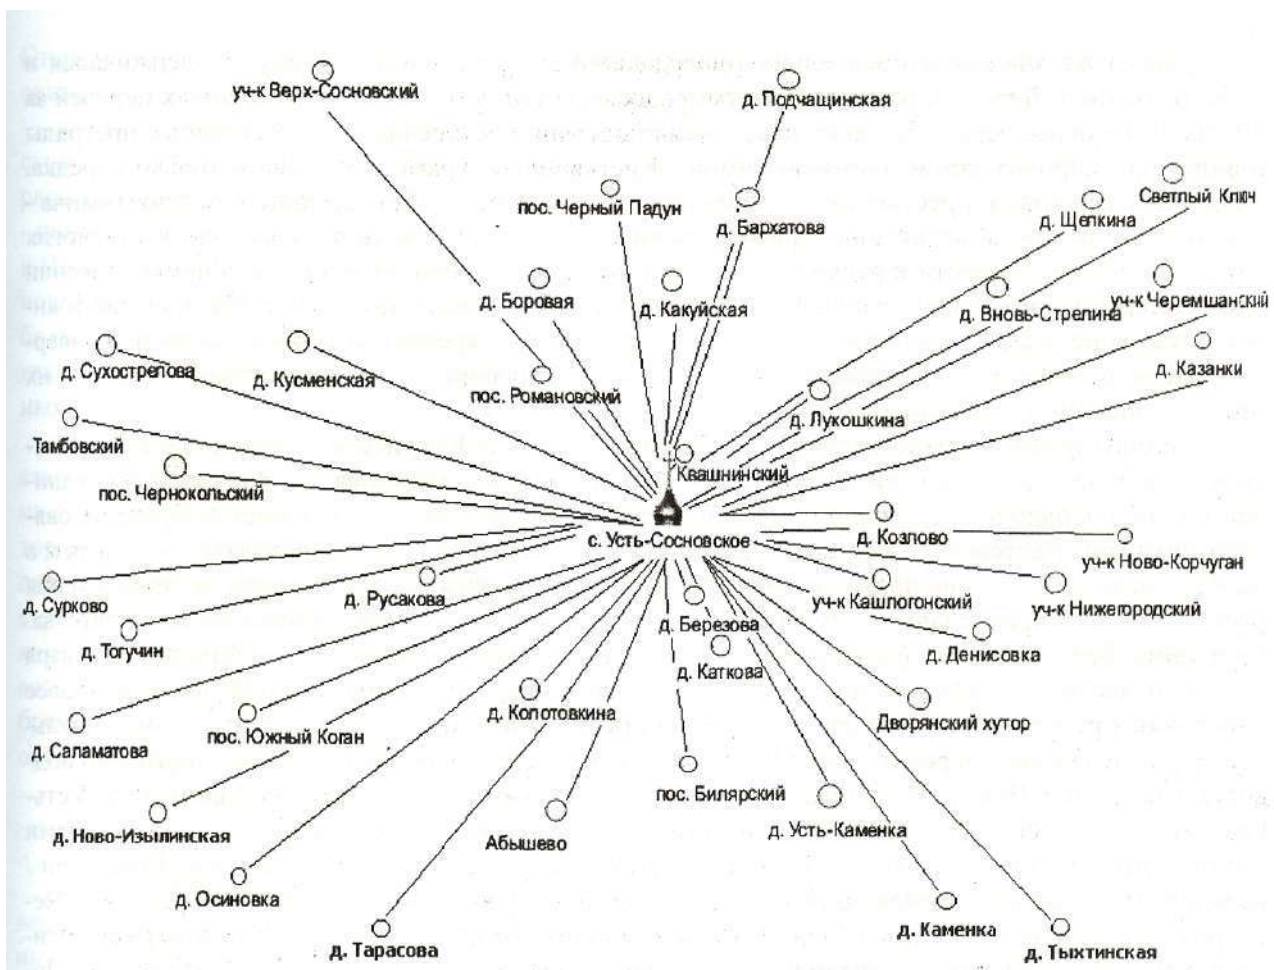 уч-к Верх-Сосновский
д. Подчащинская
пос. Черный Падун
д. Бархатова
д. Щепкина
Светлый Ключ
д. Боровая
д. Какуйская
д. Вновь-Стрелина
уч-к Черемшанский
д. Сухострелова
д. Кусменская
пос. Романовский
д. Казанки
д. Лукошкина
Тамбовский
Квашнинский
пос. Чернокольский
с. Усть-Сосновское
д. Козлово
уч-к Ново-Корчуган
д. Сурково
д. Русакова
уч-к Кашлогонский
уч-к Нижегородский
д. Березова
д. Тогучин
д. Каткова
д. Денисовка
д. Саламатова
пос. Южный Коган
д. Колотовкина
Дворянский хутор
пос. Билярский
д. Ново-Изылинская
Абышево
д. Усть-Каменка
д. Осиновка
д. Тарасова
д. Каменка
д. Тыхтинская